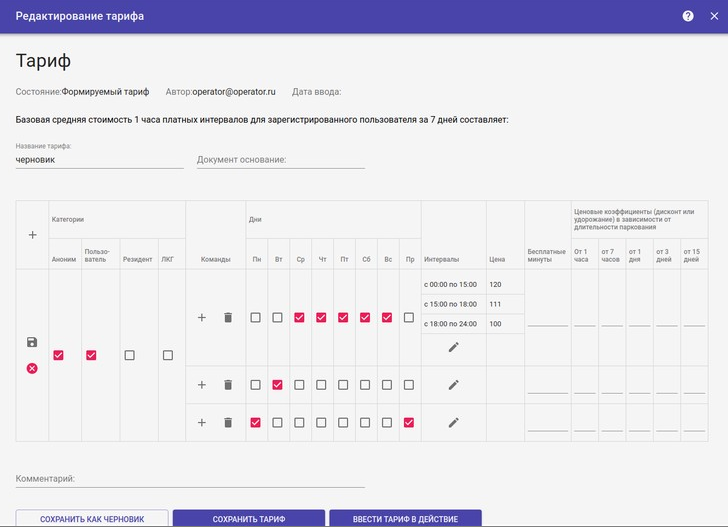 Редактирование тарифа
Тариф
Состояние:Формируемый тариф Автор:operator@operator.ru Дата ввода:
Базовая средняя стоимость 1 часа платных интервалов для зарегистрированного пользователя за 7 дней составляет:
Название тарифа:
черновик
Документ основание:
Категории
Дни
Ценовые коэффициенты (дисконт или
удорожание) в зависимости от
длительности паркования
Аноним
Пользо-
ватель
Резидент
ЛКГ
Команды
Пн Вт Ср Чт Пт Сб Вс Пр
Интервалы
Цена
Бесплатные
минуты
От 1
часа
от 7
часов
от 1
дня
от 3
дней
от 15
дней
с 00:00 по 15:00 120
с 15:00 по 18:00 111
с 18:00 по 24:00 100
Комментарий:
СОХРАНИТЬ КАК ЧЕРНОВИК
СОХРАНИТЬ ТАРИФ
ВВЕСТИ ТАРИФ В ДЕЙСТВИЕ